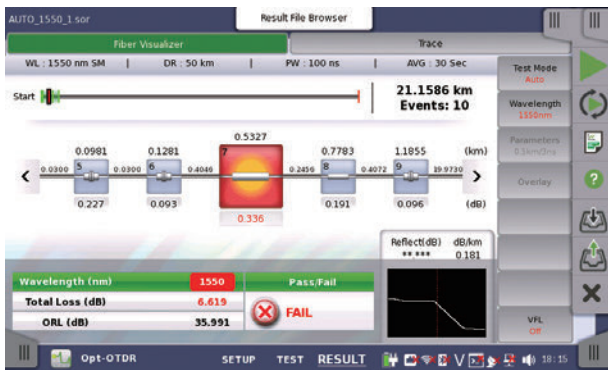 AUTO_1550_1.sor
Result File Browser
Fiber Visualizer
Trace
WL : 1550 nm SM | DR : 50 km | PW : 100 ns | AVG : 30 Sec
Start
21.1586 km
Events: 10
0.0981 0.1281 0.5327 0.7783 1.1855 (km)
0.0300 5 0.0300 6 0.4046 7 0.2456 8 0.4072 9 19.9730
0.227 0.093 0.336 0.191 0.096 (dB)
Reflect(dB) dB/km
**.*** 0.181
Wavelength (nm) 1550 Pass/Fail
Total Loss (dB) 6.619
ORL (dB) 35.991
FAIL
Test Mode
Auto
Wavelength
1550nm
Parameters
Overlay
VFL
Off
Opt-OTDR
SETUP TEST RESULT
18:15